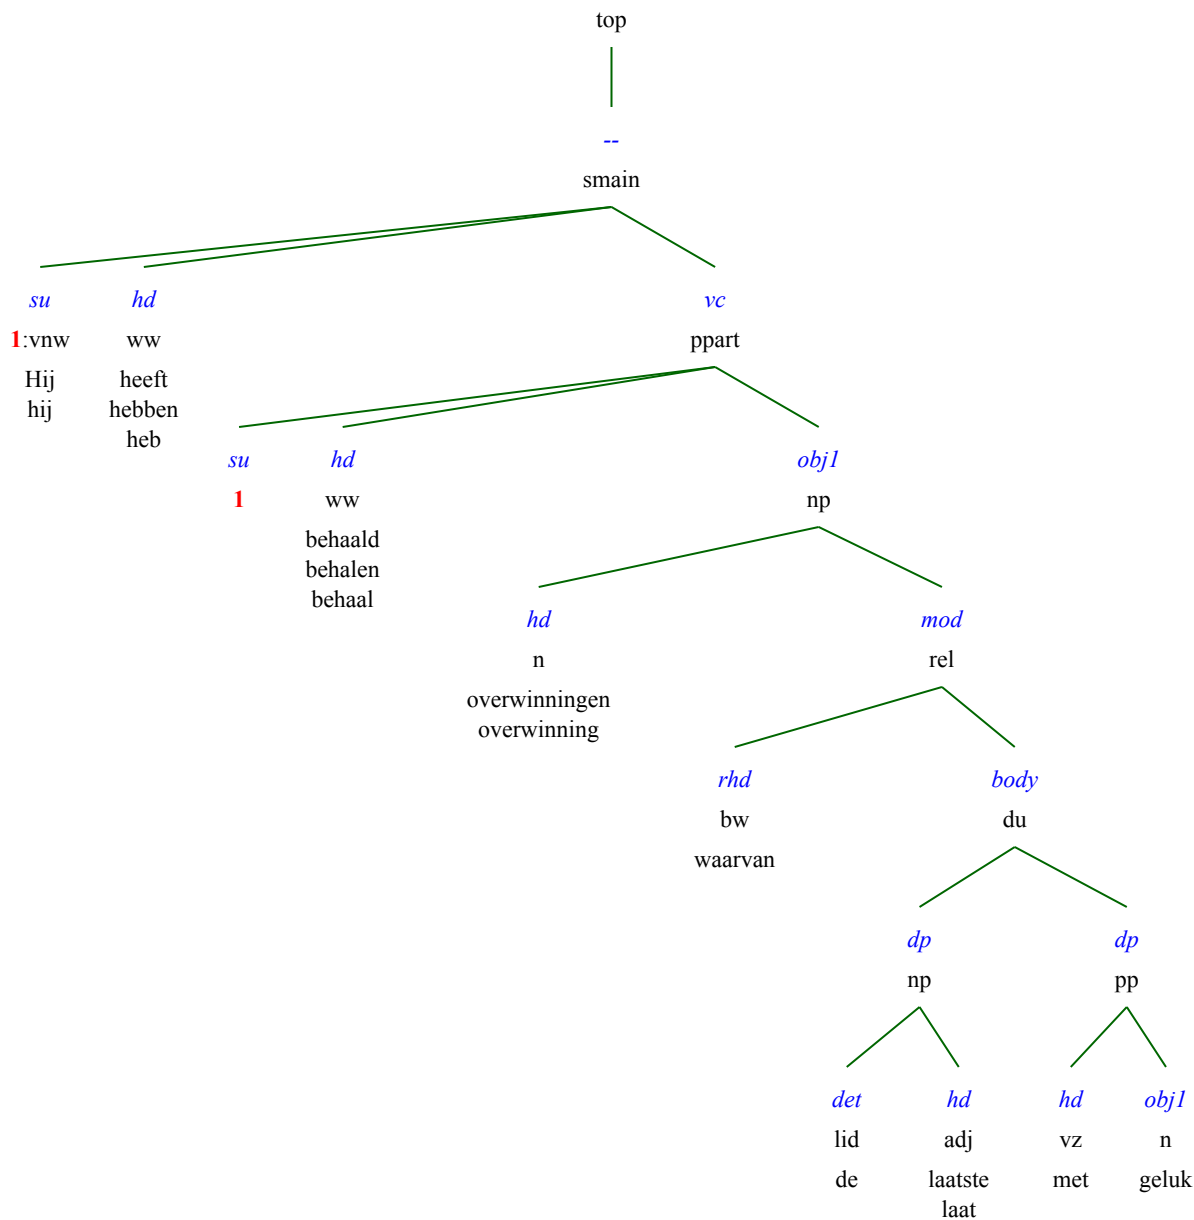 top
--
smain
su hd vc
1:vnw ww ppart
Hij heeft
hij hebben
heb
su hd obj1
1 ww np
behaald
behalen
behaal
hd mod
n rel
overwinningen
overwinning
rhd body
bw du
waarvan
dp dp
np pp
det hd hd obj1
lid adj vz n
de laatste met geluk
laat